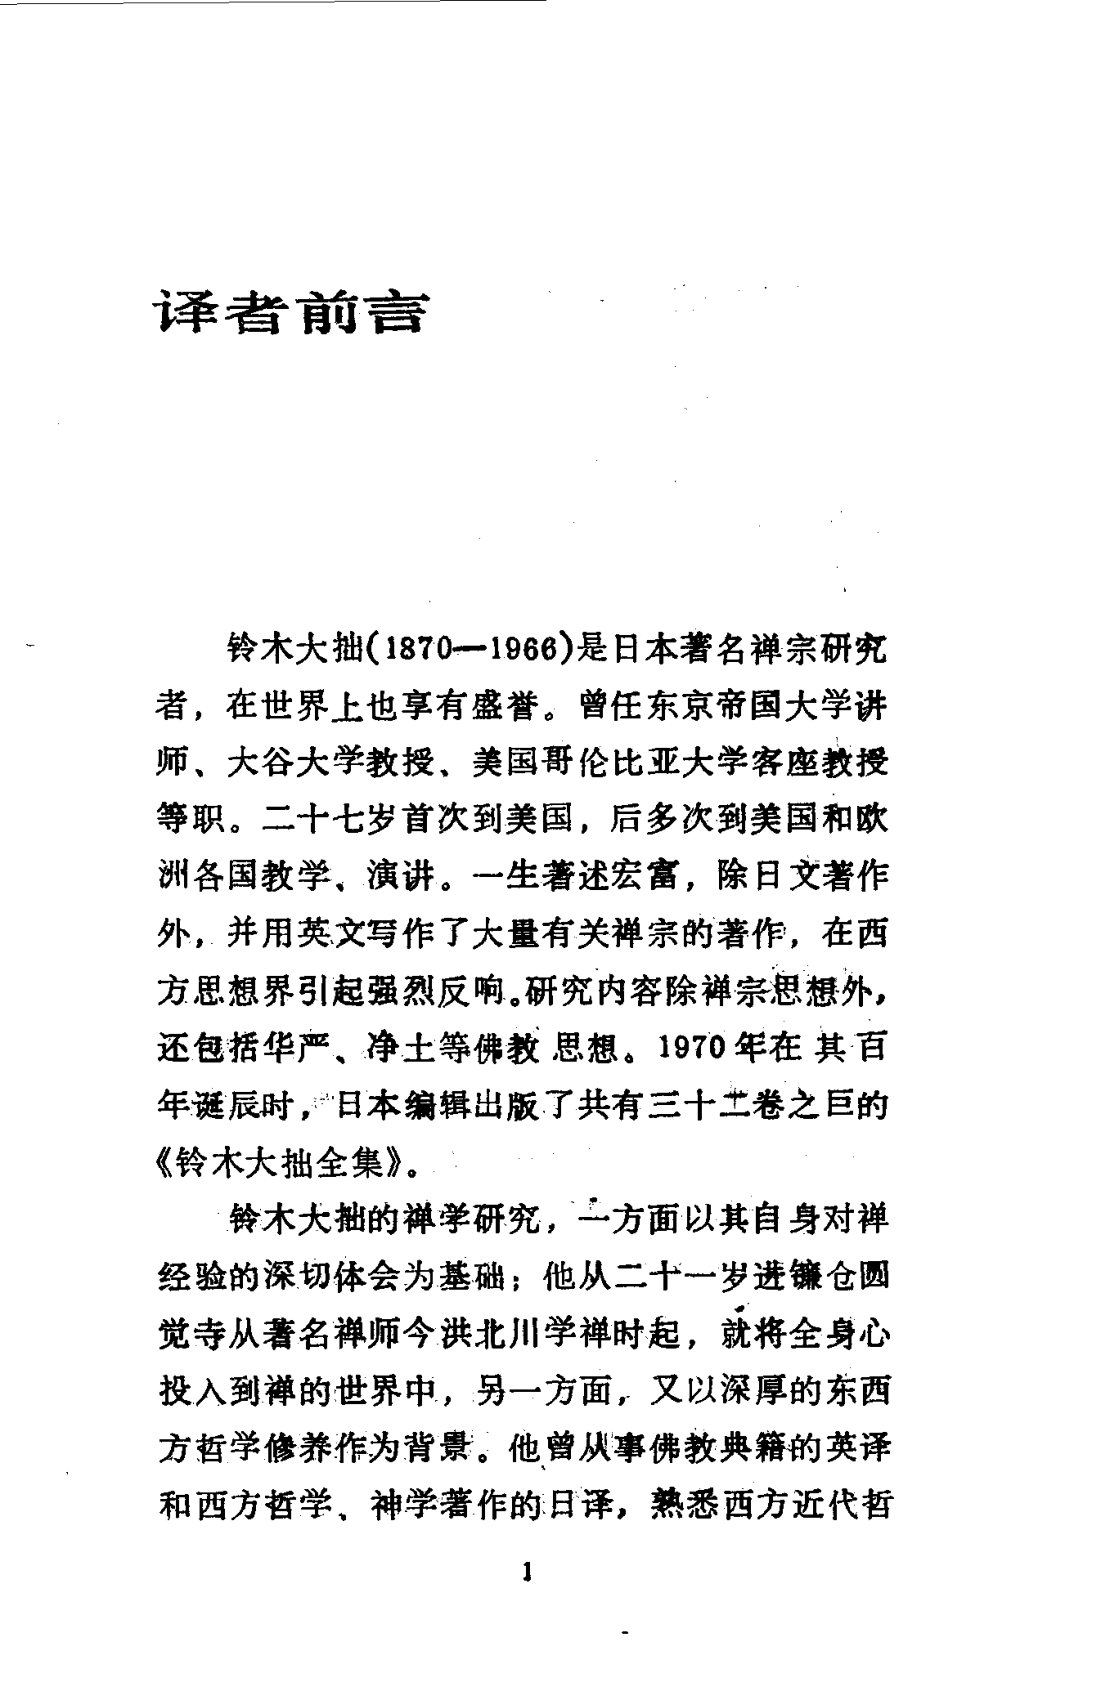 译者前言
铃木大拙(1870—1966)是日本著名禅宗研究
者，在世界上也享有盛誉。曾任东京帝国大学讲
师、大谷大学教授、美国哥伦比亚大学客座教授
等职。二十七岁首次到美国，后多次到美国和欧
洲各国教学、演讲。一生著述宏富，除日文著作
外，并用英文写作了大量有关禅宗的著作，在西
方思想界引起强烈反响。研究内容除禅宗思想外，
还包括华严、净土等佛教思想。1970年在其百
年诞辰时，日本编辑出版了共有三十二卷之巨的
《铃木大拙全集》。
铃木大拙的禅学研究，一方面以其自身对禅
经验的深切体会为基础；他从二十一岁进镰仓圆
觉寺从著名禅师今洪北川学禅时起，就将全身心
投入到禅的世界中，另一方面，又以深厚的东西
方哲学修养作为背景。他曾从事佛教典籍的英译
和西方哲学、神学著作的日译，熟悉西方近代哲
1